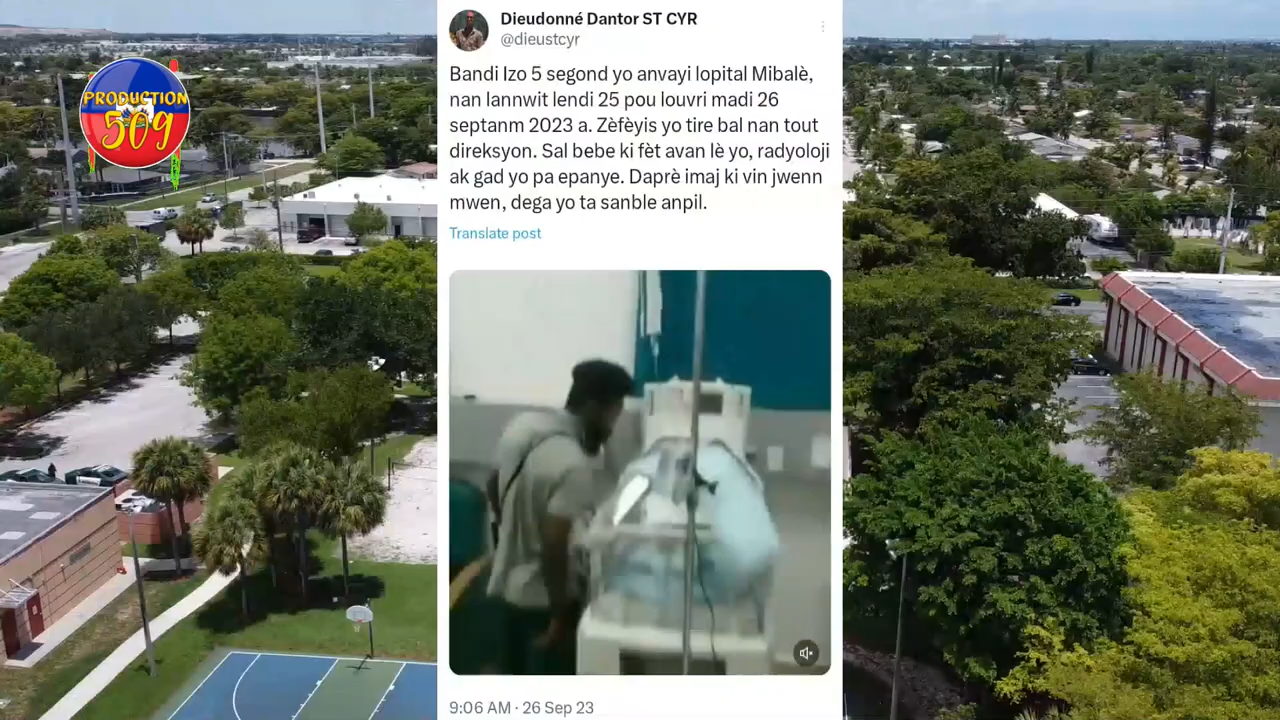 PRODUCTION
509
Dieudonné Dantor ST CYR
@dieustcyr
Bandi Izo 5 segond yo anvayi lopital Mibalè,
nan lannwit lendi 25 pou louvri madi 26
septanm 2023 a. Zèfèyis yo tire bal nan tout
direksyon. Sal bebe ki fèt avan lè yo, radyoloji
ak gad yo pa epanye. Daprè imaj ki vin jwenn
mwen, dega yo ta sanble anpil.
Translate post
9:06 AM · 26 Sep 23